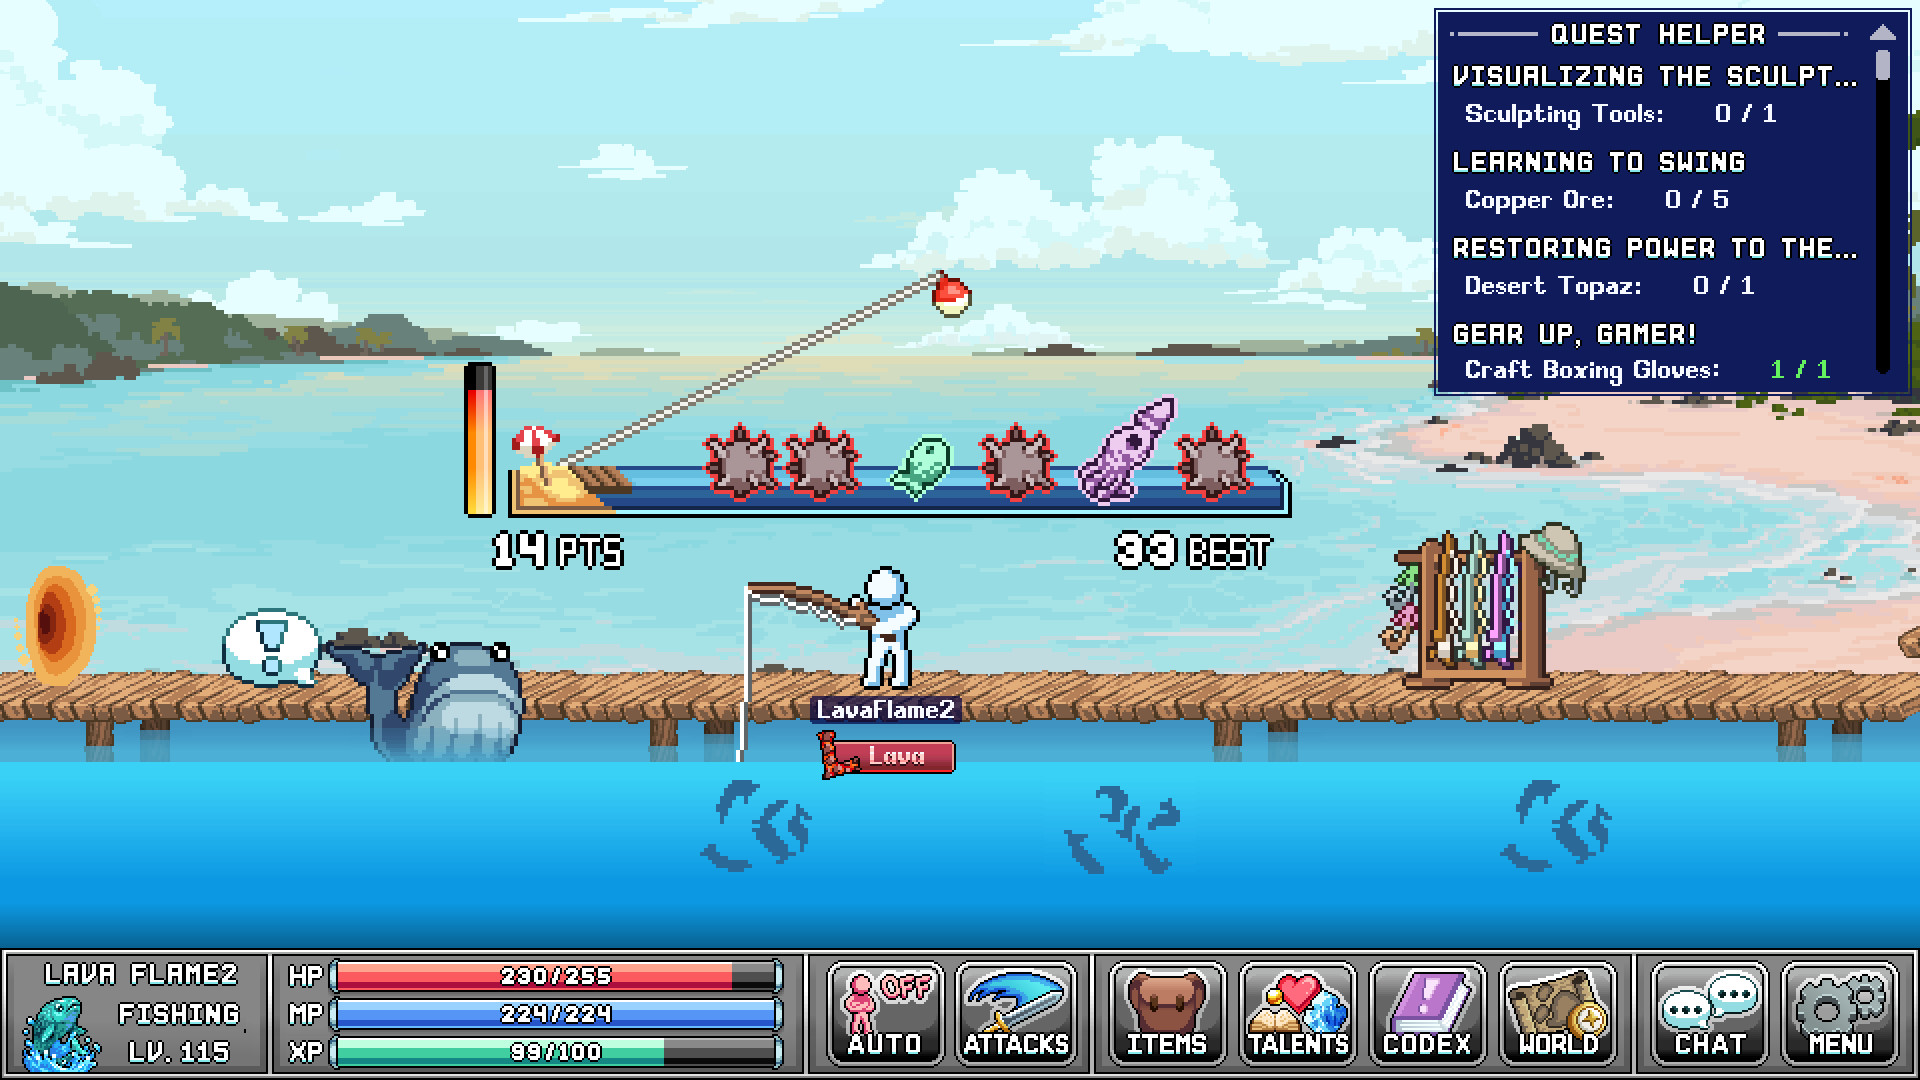 QUEST HELPER
VISUALIZING THE SCULPT...
Sculpting Tools: 0 / 1
LEARNING TO SWING
Copper Ore: 0 / 5
RESTORING POWER TO THE...
Desert Topaz: 0 / 1
GEAR UP, GAMER!
Craft Boxing Gloves: 1 / 1
14 PTS
33 BEST
!
LavaFlame2
Lava
LAVA FLAME2
FISHING
LV. 115
HP 230/255
MP 224/224
XP 99/100
OFF
AUTO
ATTACKS
ITEMS
TALENTS
CODEX
WORLD
CHAT
MENU